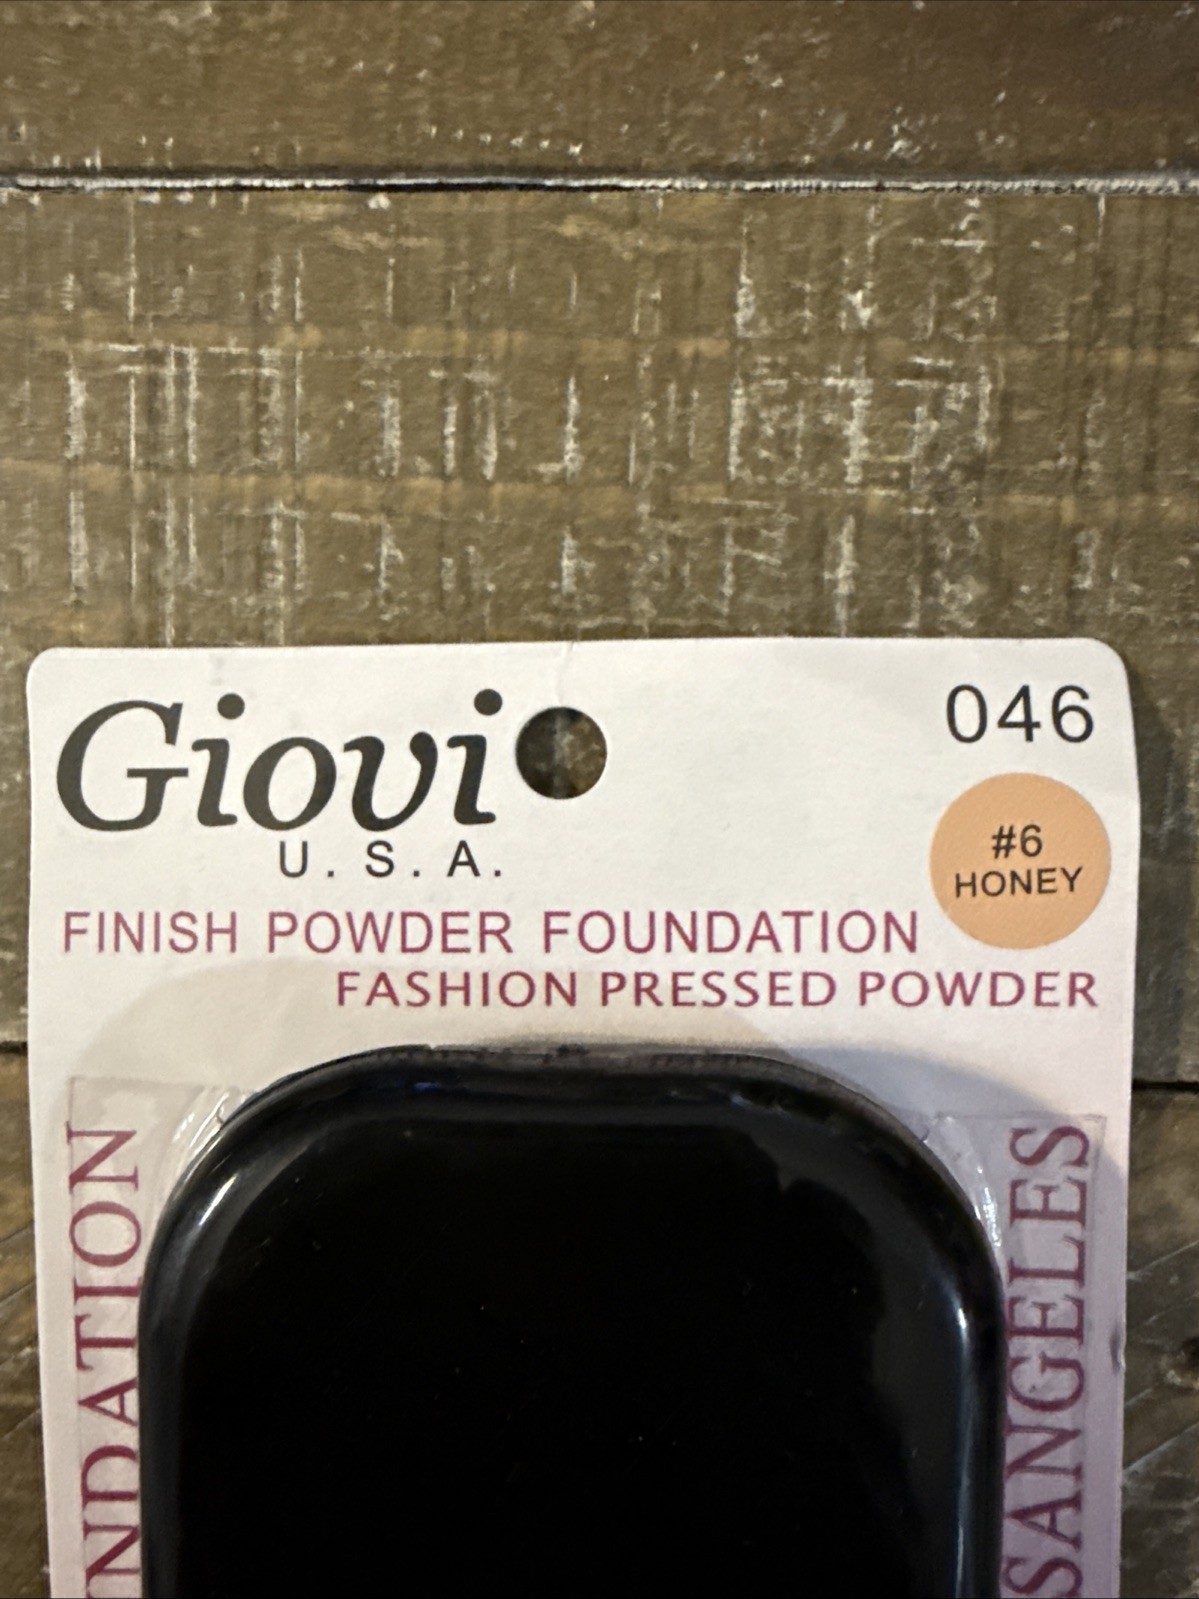 Giovi
U. S. A.
046
#6
HONEY
FINISH POWDER FOUNDATION
FASHION PRESSED POWDER
NDATION
SANGELES